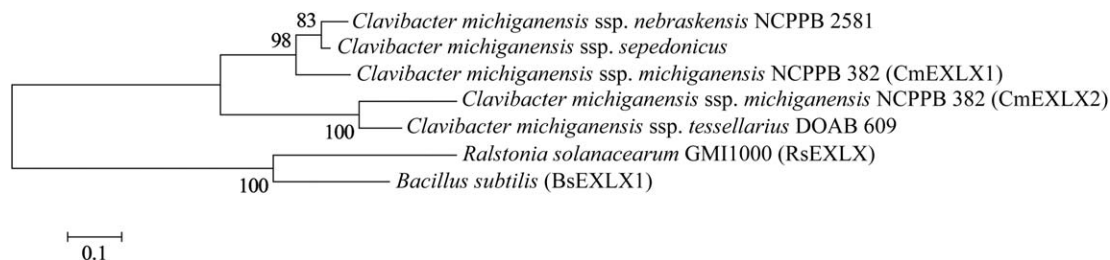 83
Clavibacter michiganensis ssp. nebraskensis NCPPB 2581
98
Clavibacter michiganensis ssp. sepedonicus
Clavibacter michiganensis ssp. michiganensis NCPPB 382 (CmEXLX1)
Clavibacter michiganensis ssp. michiganensis NCPPB 382 (CmEXLX2)
100
Clavibacter michiganensis ssp. tessellarius DOAB 609
Ralstonia solanacearum GMI1000 (RsEXLX)
100
Bacillus subtilis (BsEXLX1)
0.1